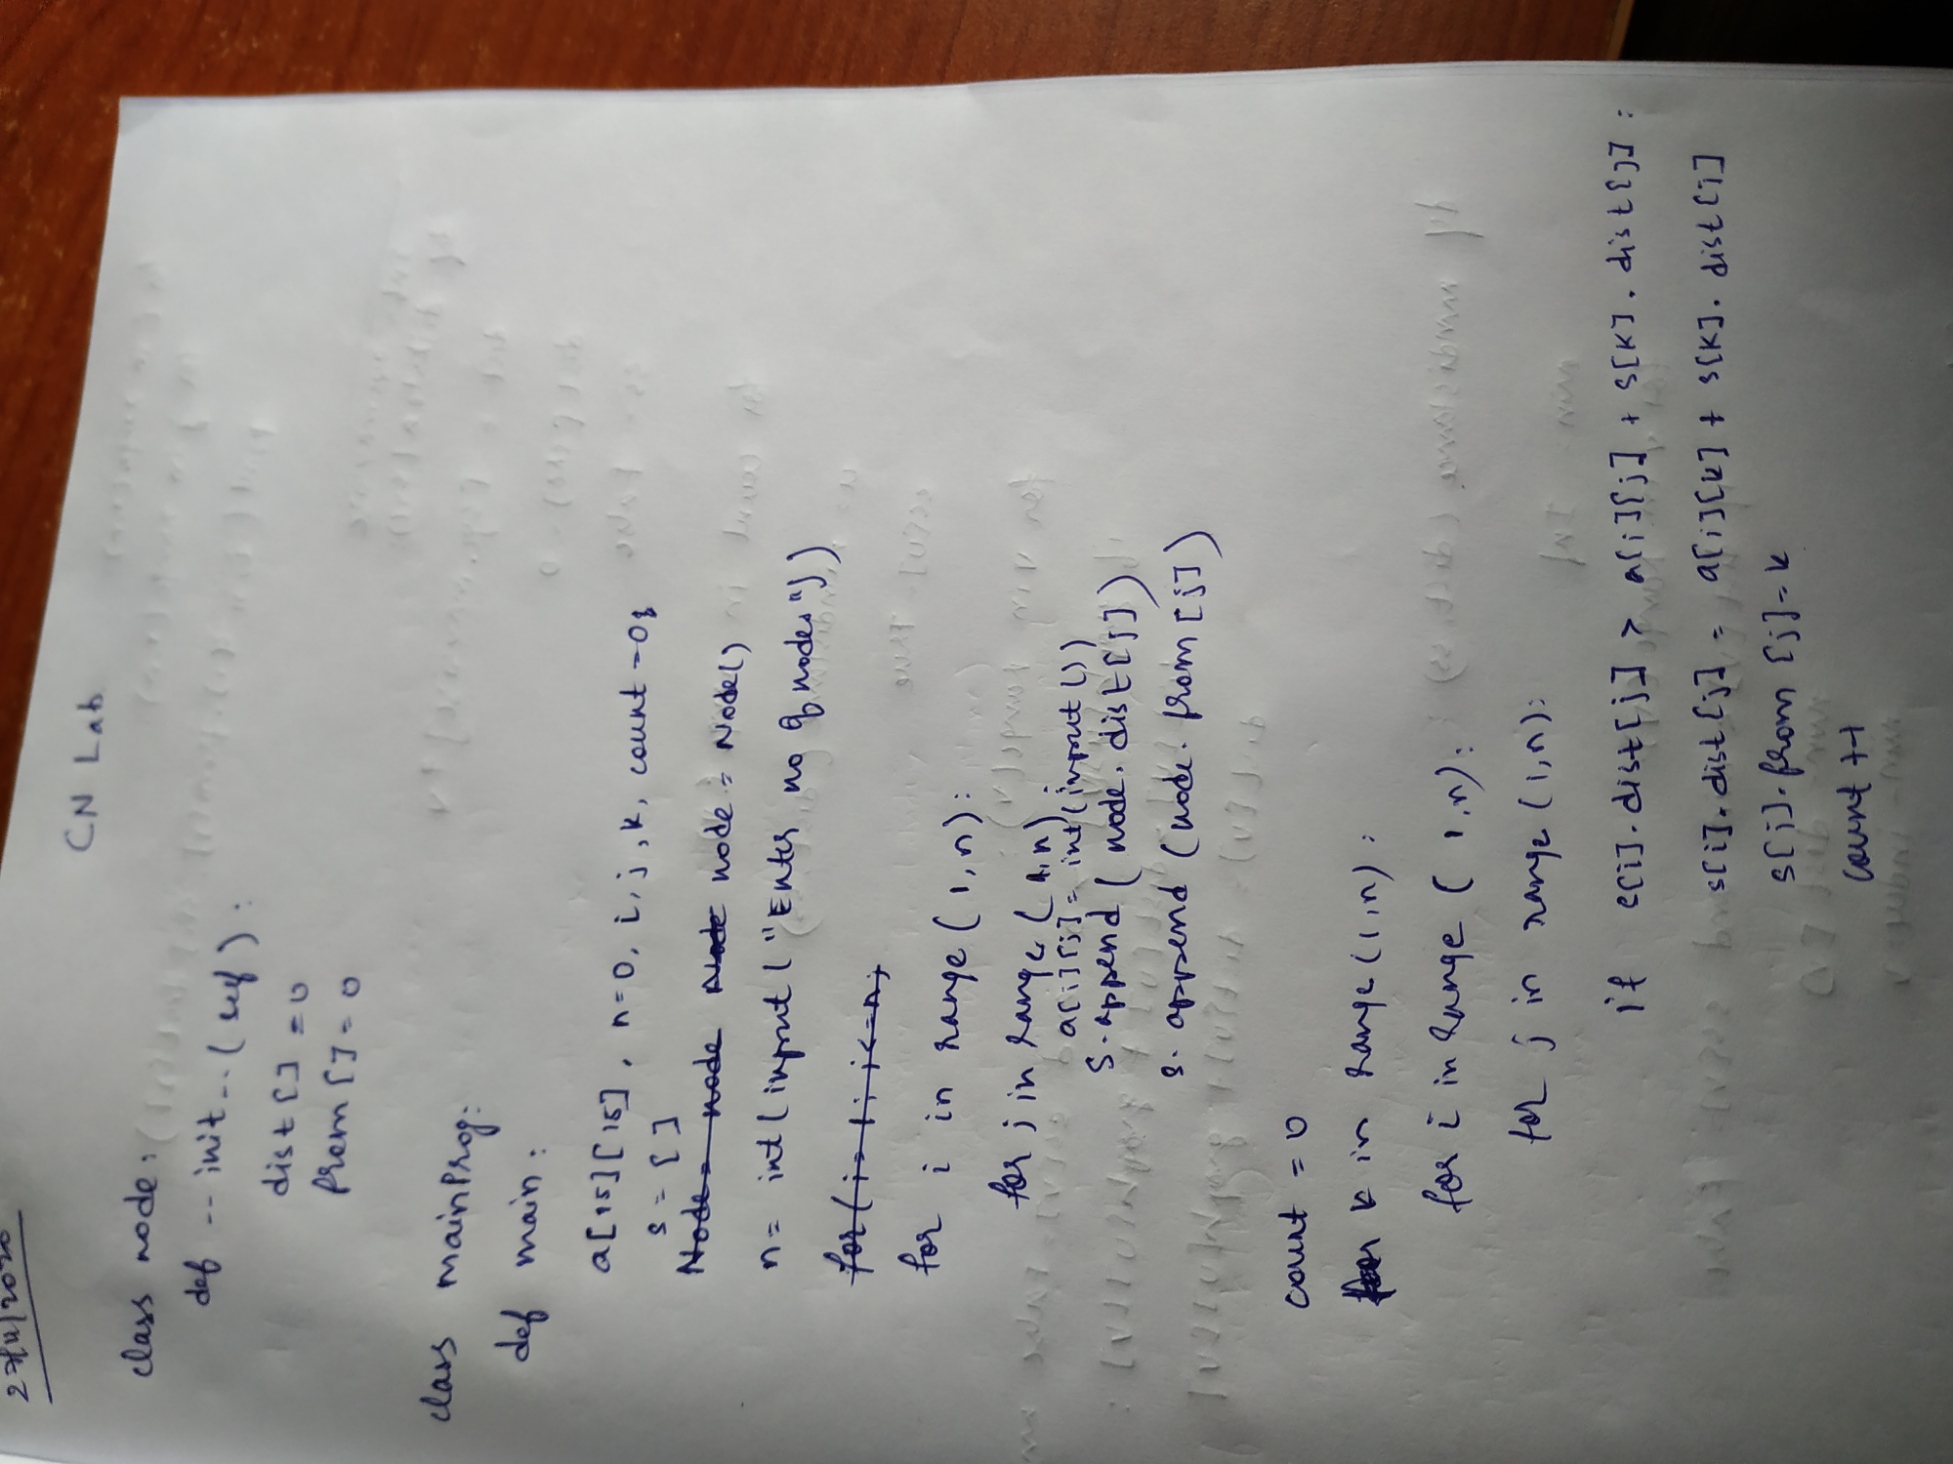 27/11/2020
CN Lab
class node:
def -- init -- (self):
dist [] = 0
from [] = 0
class mainProg:
def main:
a[15][15], n=0, i, j, k, count=0;
s = []
Node = node Node node = Node()
n = int(input("Enter no of nodes"))
for(i=1; i<=n;
for i in range(1,n):
for j in range(1,n)
a[i][j] = int(input())
s.append(node.dist[j])
s.append(node.from[j])
count = 0
for k in range(1,n):
for i in range(1,n):
for j in range(1,n):
if e[i].dist[j] > a[i][j] + s[k].dist[j]:
s[i].dist[j] = a[i][k] + s[k].dist[j]
s[i].from[j]=k
count ++